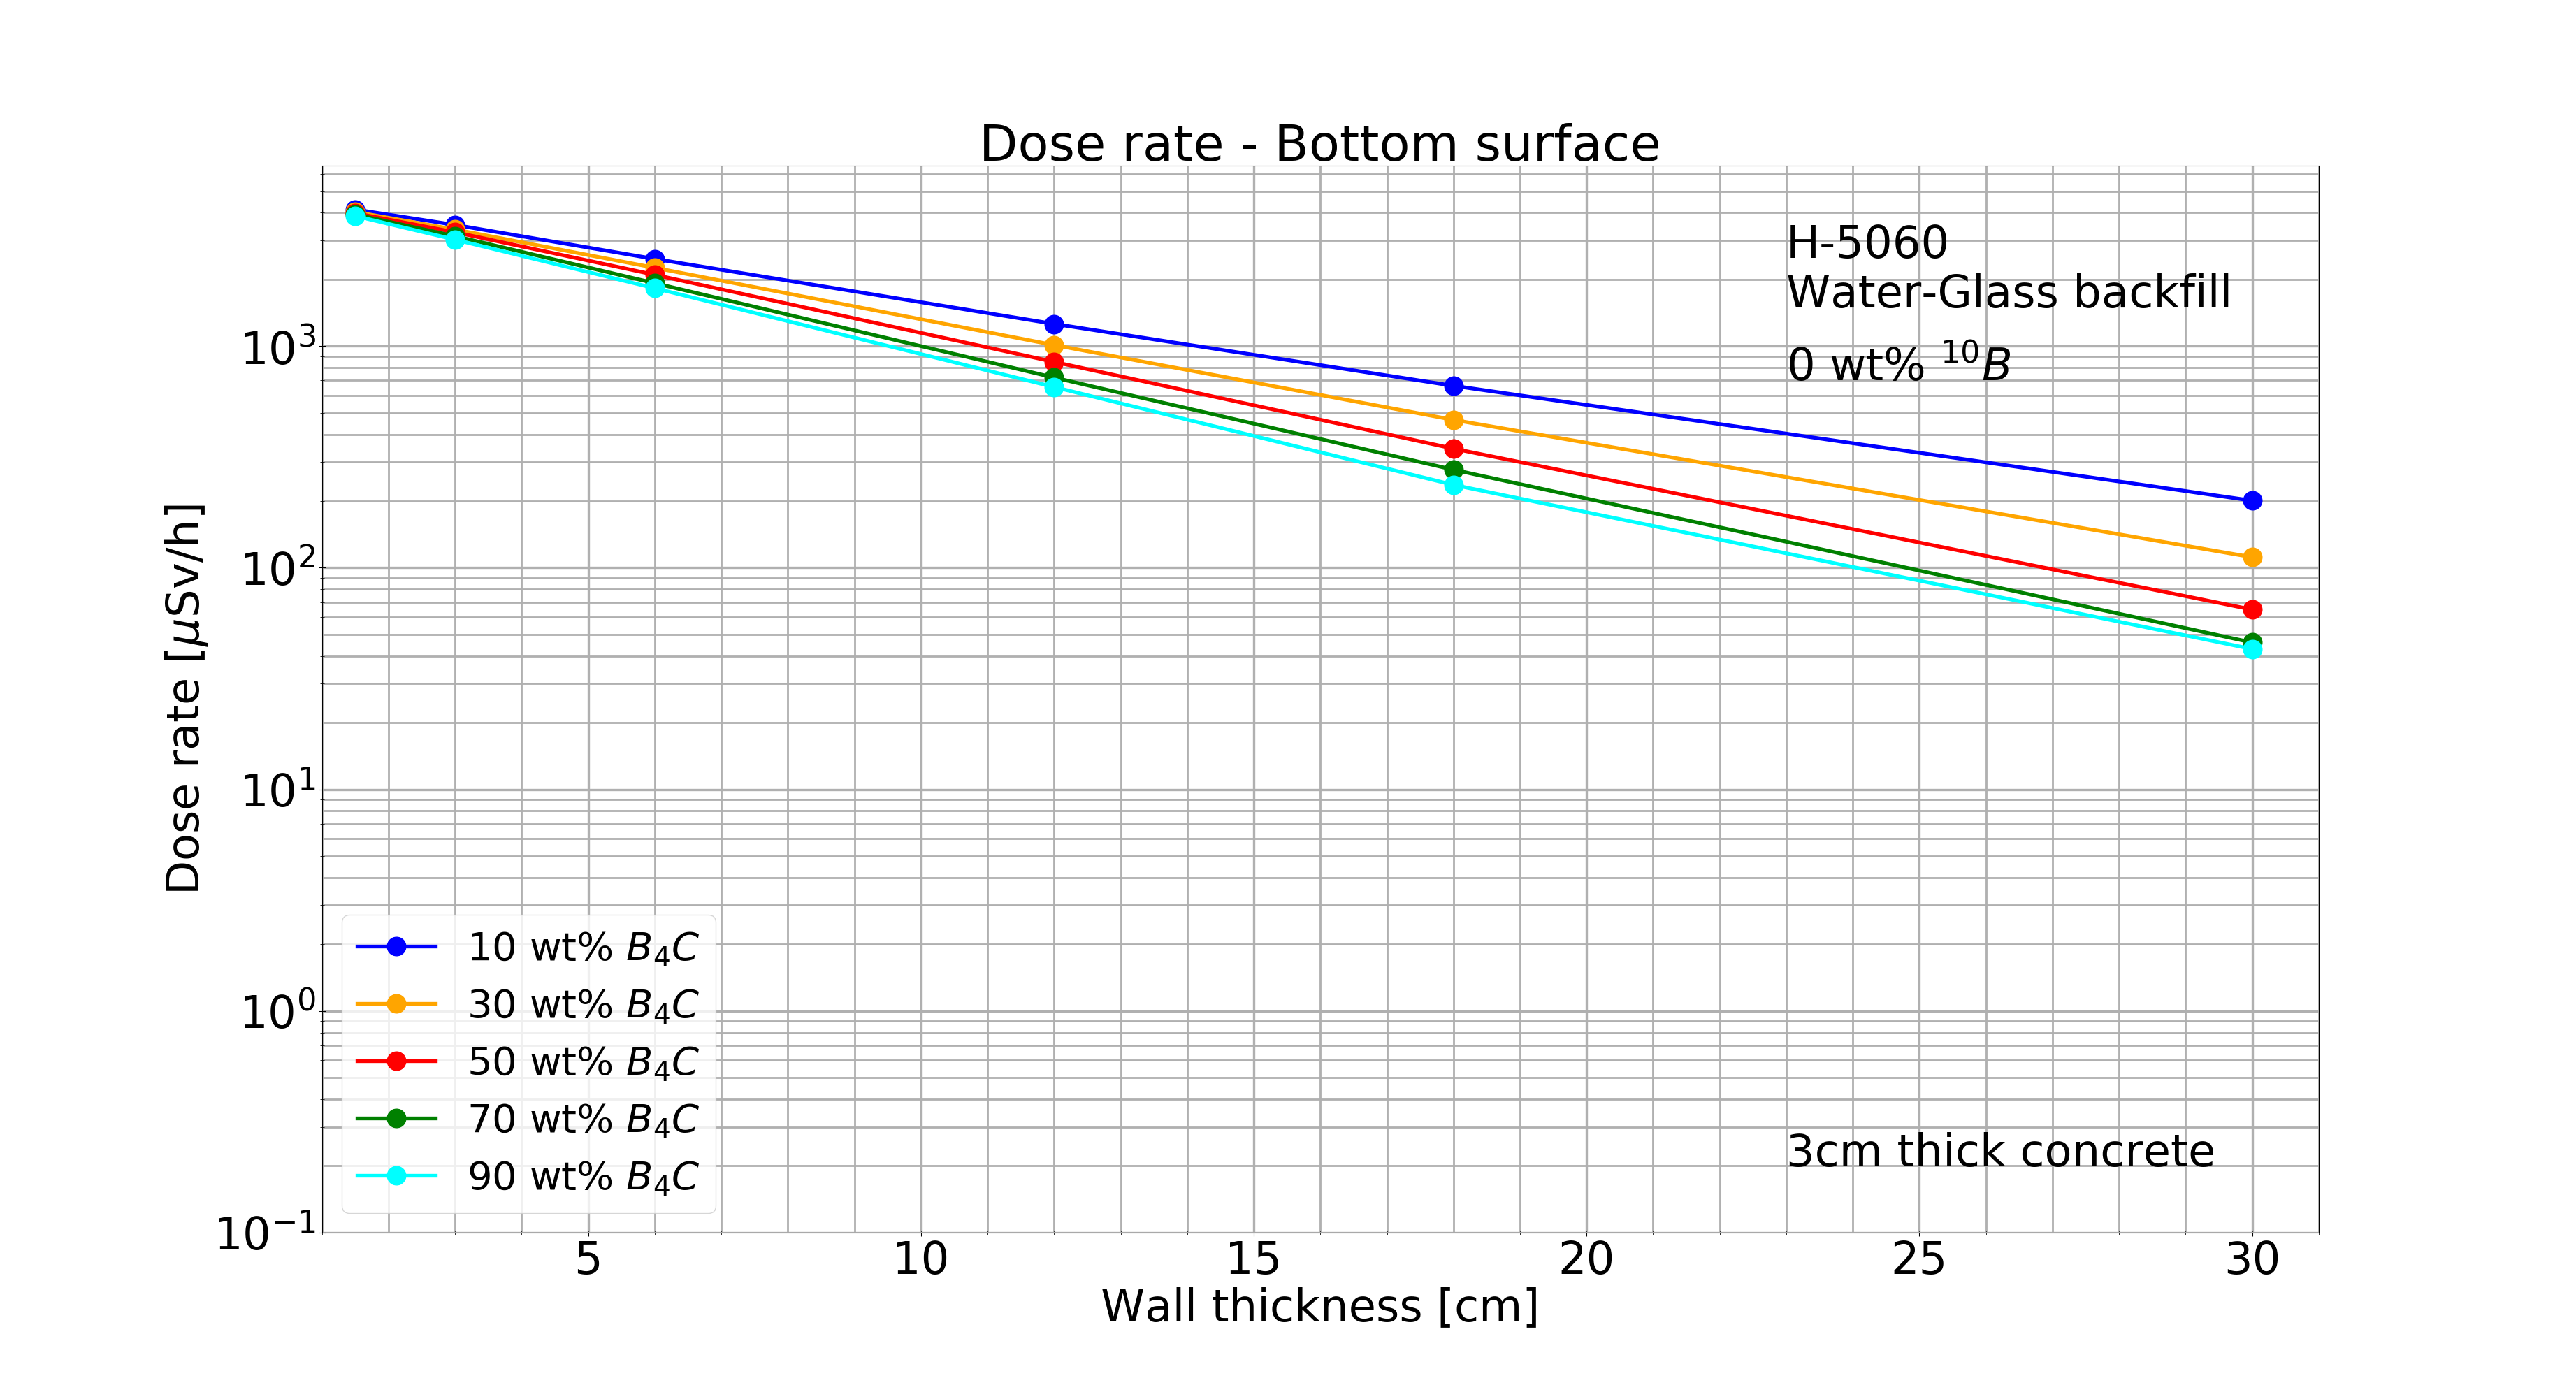 Dose rate - Bottom surface
H-5060
Water-Glass backfill
0 wt% ¹⁰B
10³
10²
10¹
10⁰
10⁻¹
Dose rate [μSv/h]
10 wt% B₄C
30 wt% B₄C
50 wt% B₄C
70 wt% B₄C
90 wt% B₄C
3cm thick concrete
5 10 15 20 25 30
Wall thickness [cm]